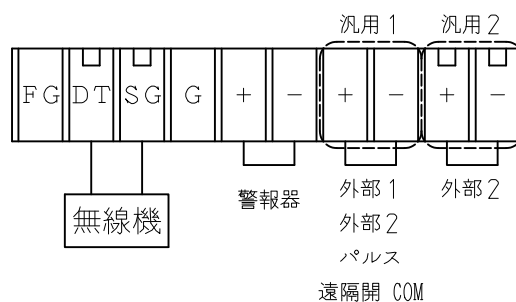 汎用1 汎用2
FG DT SG G + - + - + -
警報器 外部1 外部2
無線機 外部2
パルス
遠隔開 COM